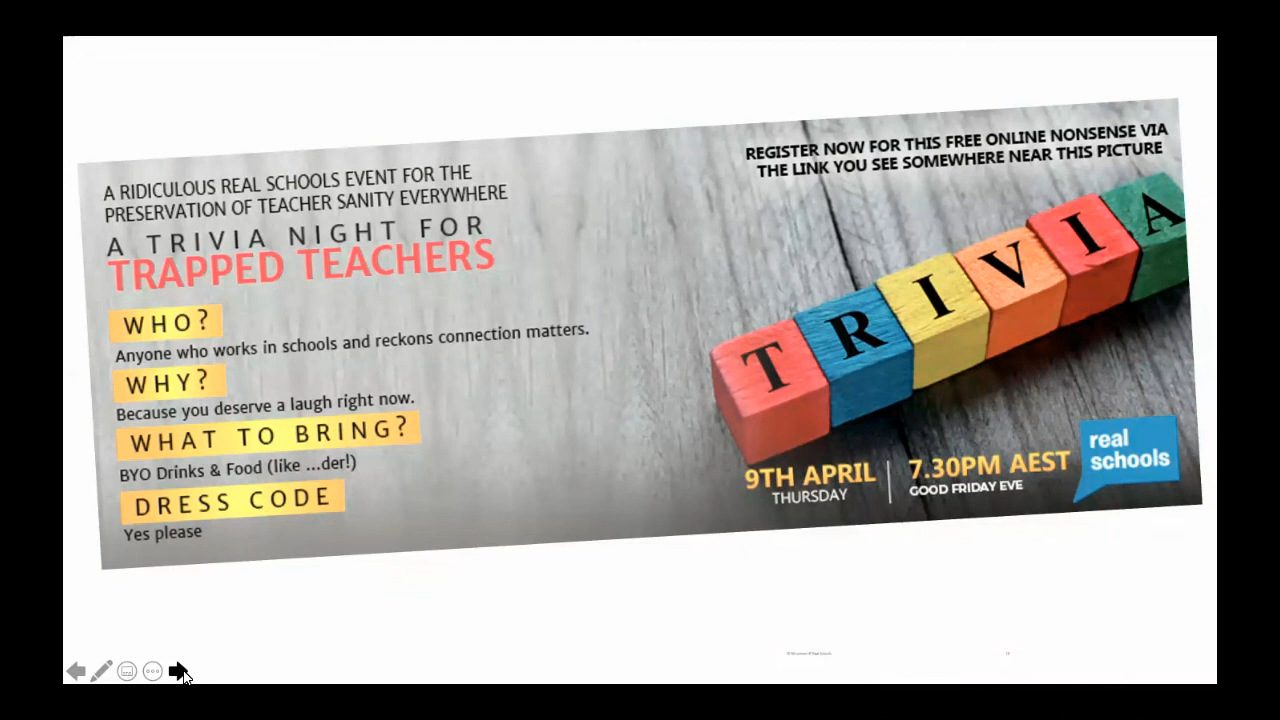 A RIDICULOUS REAL SCHOOLS EVENT FOR THE
PRESERVATION OF TEACHER SANITY EVERYWHERE
A TRIVIA NIGHT FOR
TRAPPED TEACHERS
WHO?
Anyone who works in schools and reckons connection matters.
WHY?
Because you deserve a laugh right now.
WHAT TO BRING?
BYO Drinks & Food (like ...der!)
DRESS CODE
Yes please
REGISTER NOW FOR THIS FREE ONLINE NONSENSE VIA
THE LINK YOU SEE SOMEWHERE NEAR THIS PICTURE
TRIVIA
9TH APRIL
THURSDAY
7.30PM AEST
GOOD FRIDAY EVE
real
schools